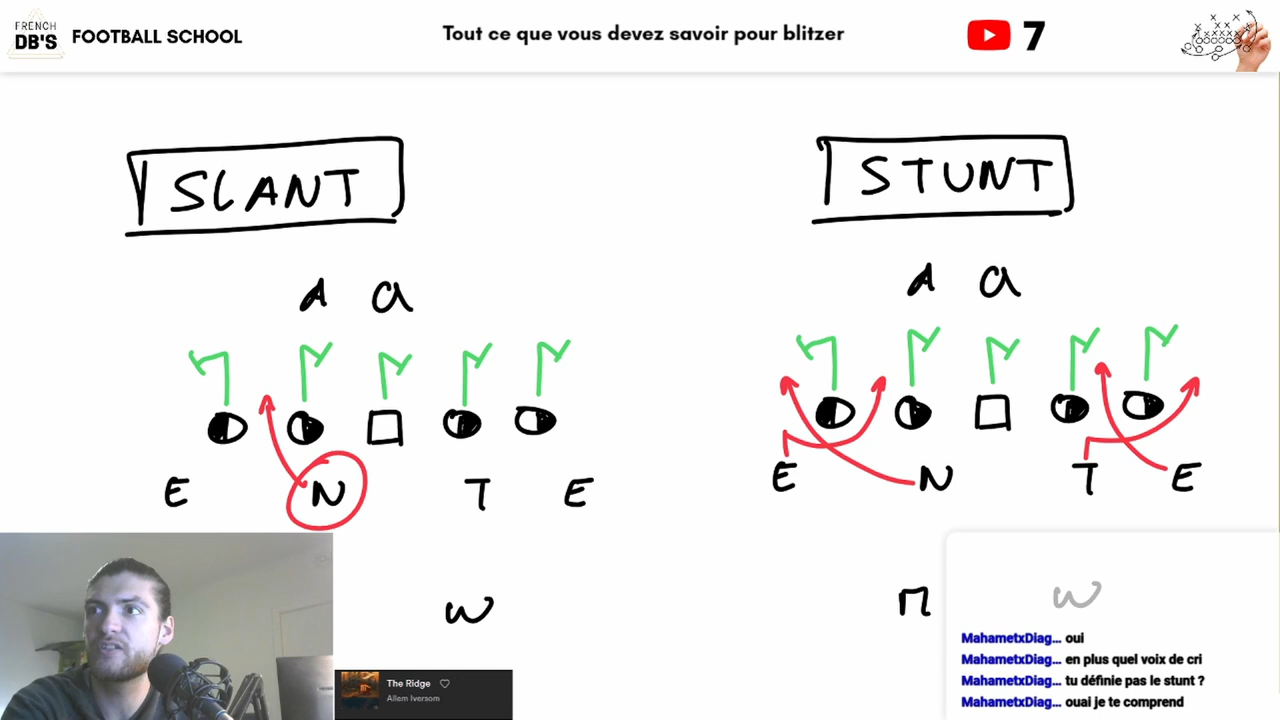 FRENCH
DB'S
FOOTBALL SCHOOL
Tout ce que vous devez savoir pour blitzer
7
SLANT
STUNT
A a
A a
E N T E
E N T E
W
M W
The Ridge
Allem Iversom
MahametxDiag... oui
MahametxDiag... en plus quel voix de cri
MahametxDiag... tu définie pas le stunt ?
MahametxDiag... ouai je te comprend